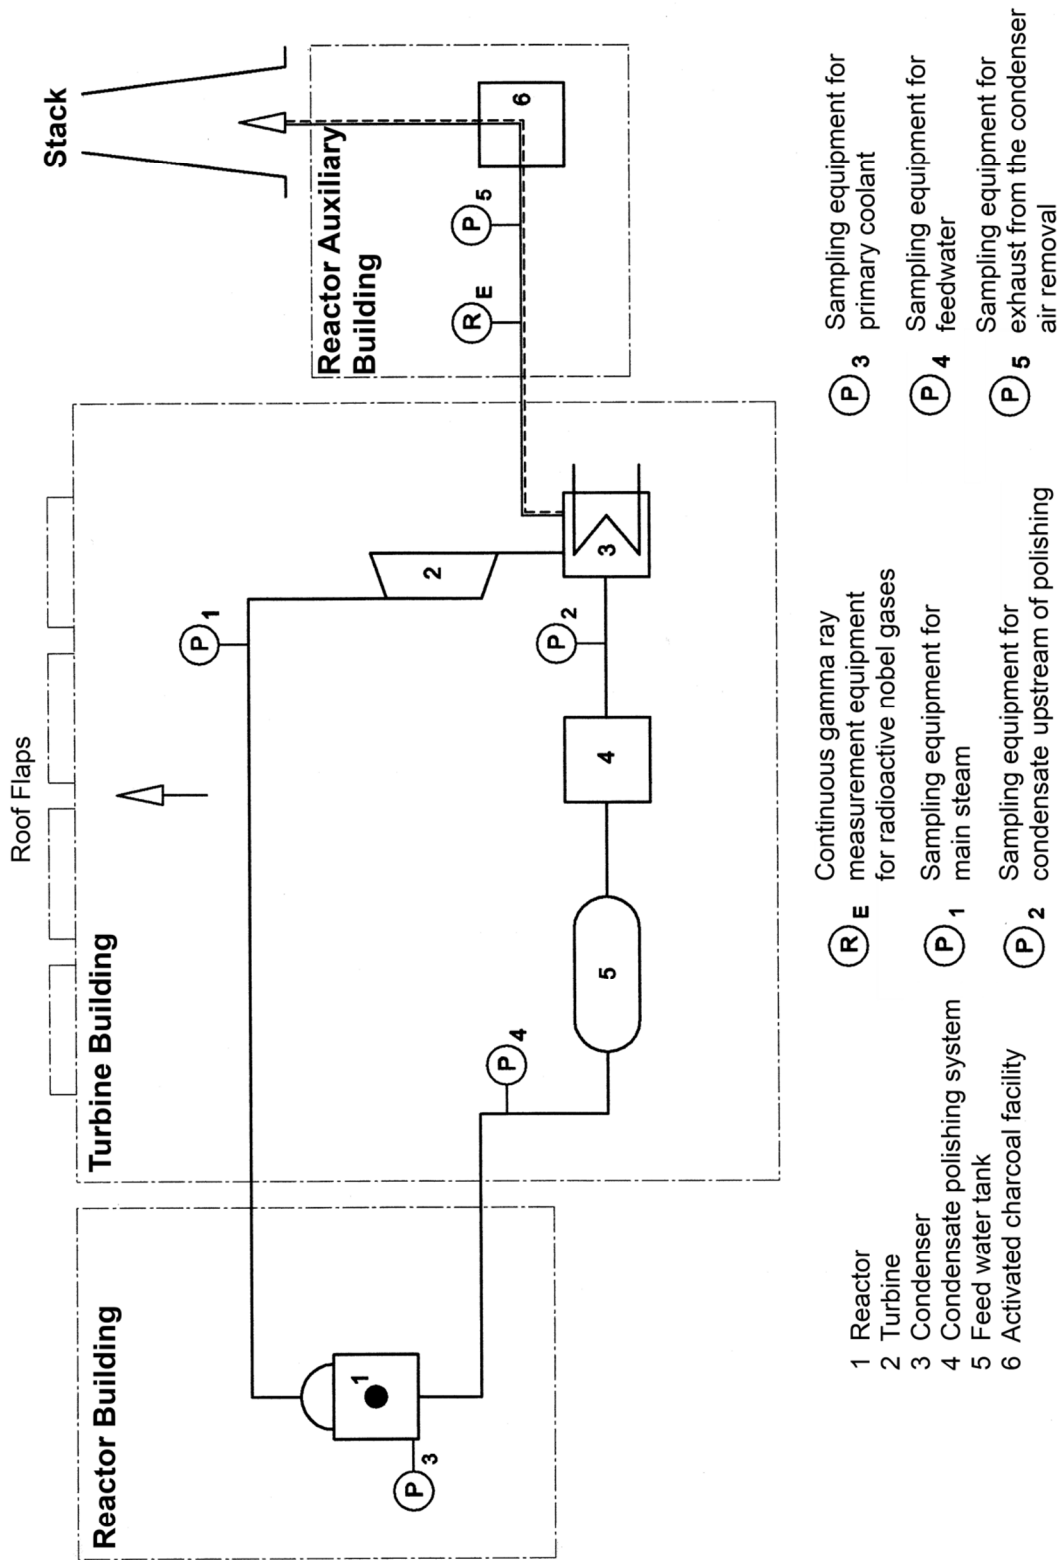 Roof Flaps
Stack
Turbine Building
Reactor Auxiliary
Building
Reactor Building
P 1
2
R E
P 5
6
P 2
3
4
5
P 4
1
P 3
1 Reactor
2 Turbine
3 Condenser
4 Condensate polishing system
5 Feed water tank
6 Activated charcoal facility
R E Continuous gamma ray
measurement equipment
for radioactive nobel gases
P 1 Sampling equipment for
main steam
P 2 Sampling equipment for
condensate upstream of polishing
P 3 Sampling equipment for
primary coolant
P 4 Sampling equipment for
feedwater
P 5 Sampling equipment for
exhaust from the condenser
air removal